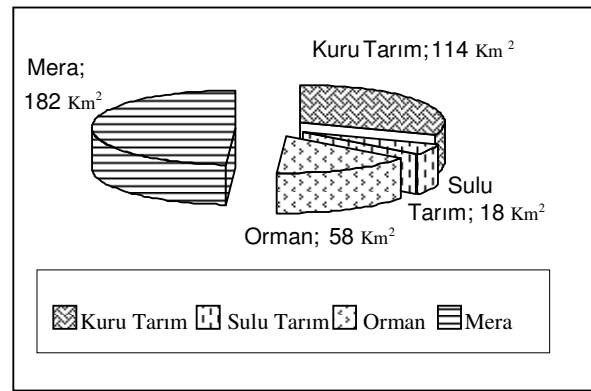 Kuru Tarım; 114 Km²
Mera;
182 Km²
Sulu
Tarım; 18 Km²
Orman; 58 Km²
Kuru Tarım Sulu Tarım Orman Mera